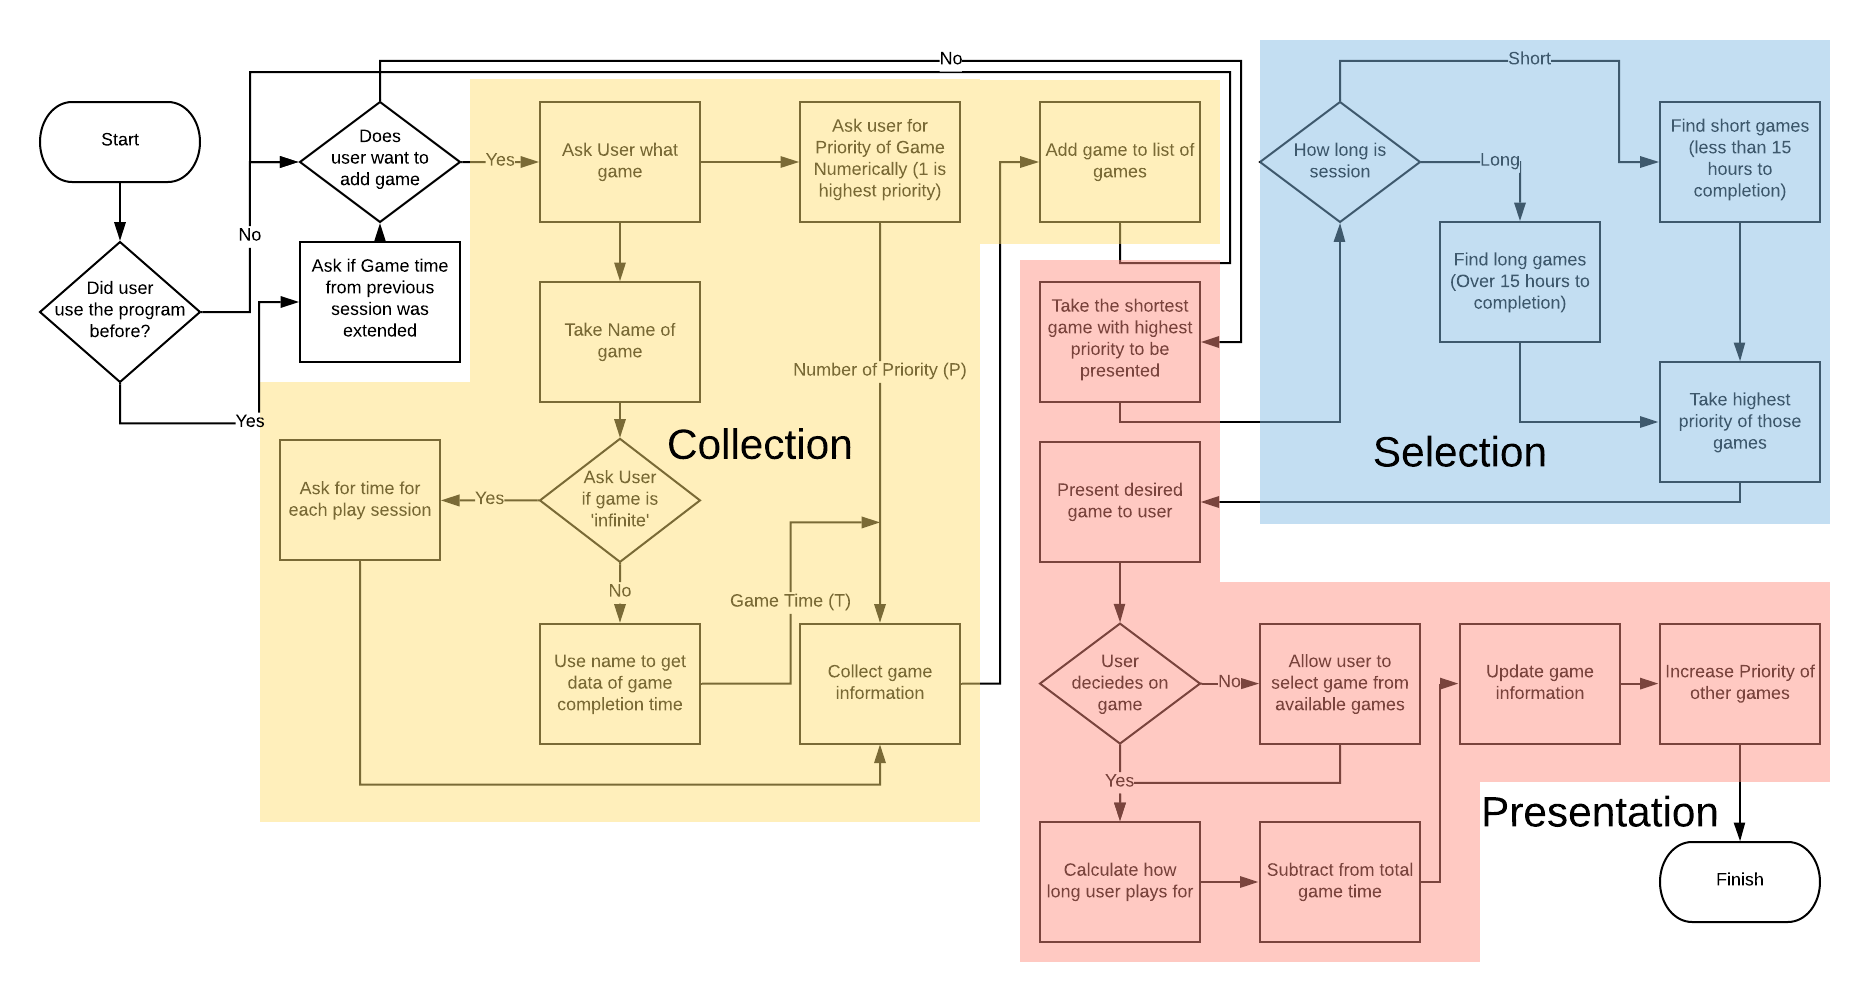 Start
Did user
use the program
before?
No
Yes
Ask if Game time
from previous
session was
extended
Does
user want to
add game
No
Yes
Ask User what
game
Ask user for
Priority of Game
Numerically (1 is
highest priority)
Add game to list of
games
Take Name of
game
Number of Priority (P)
Collection
Ask User
if game is
'infinite'
Yes
Ask for time for
each play session
No
Use name to get
data of game
completion time
Game Time (T)
Collect game
information
Take the shortest
game with highest
priority to be
presented
How long is
session
Short
Long
Find short games
(less than 15
hours to
completion)
Find long games
(Over 15 hours to
completion)
Take highest
priority of those
games
Selection
Present desired
game to user
User
deciedes on
game
No
Allow user to
select game from
available games
Yes
Calculate how
long user plays for
Subtract from total
game time
Update game
information
Increase Priority of
other games
Presentation
Finish